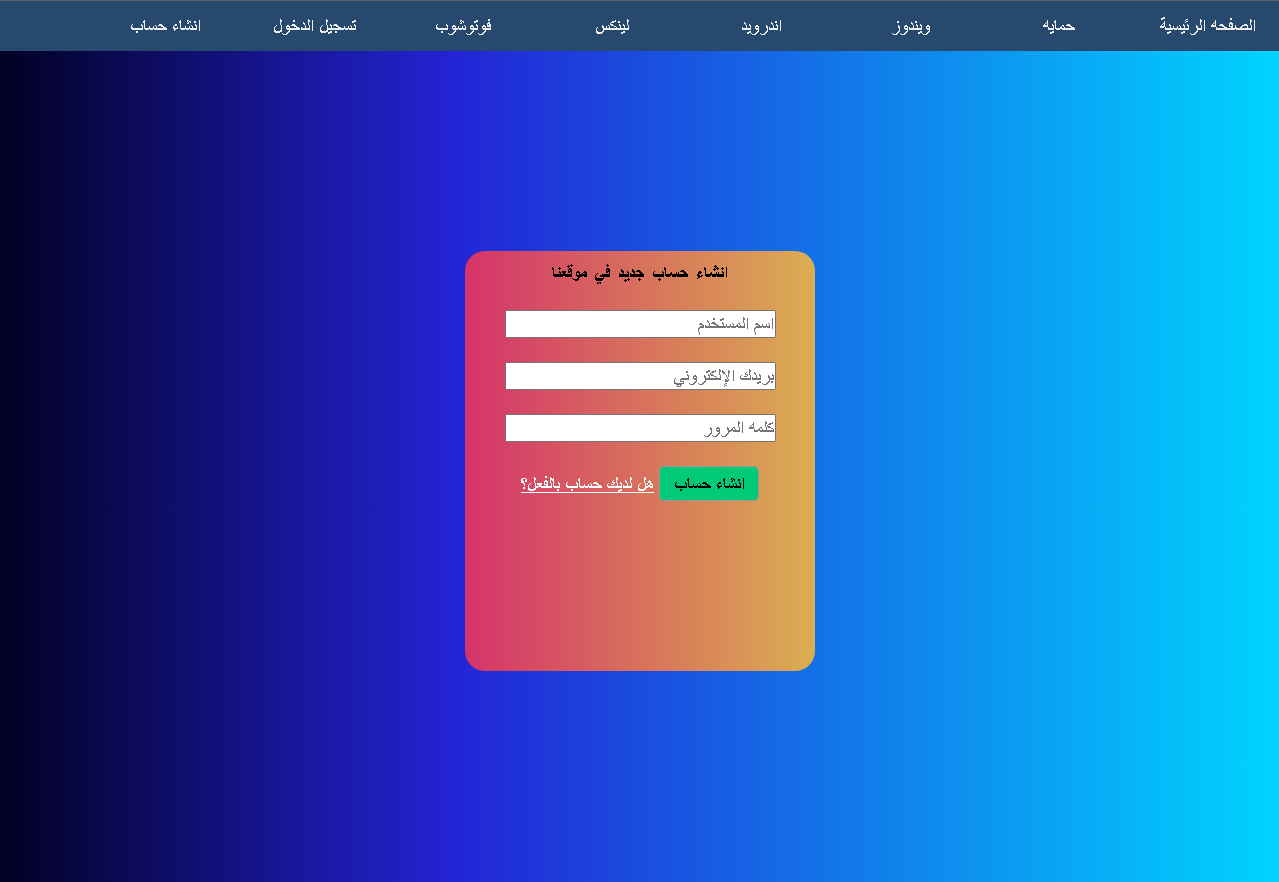 الصفحه الرئيسية حمايه ويندوز اندرويد لينكس فوتوشوب تسجيل الدخول انشاء حساب
انشاء حساب جديد في موقعنا
اسم المستخدم
بريدك الإلكتروني
كلمه المرور
انشاء حساب هل لديك حساب بالفعل؟